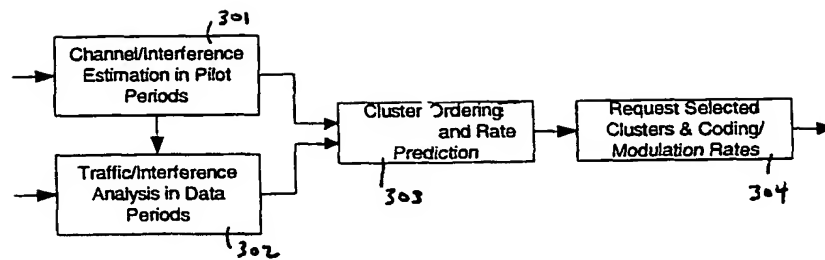 301
Channel/Interference
Estimation in Pilot
Periods
Traffic/Interference
Analysis in Data
Periods
302
Cluster Ordering
and Rate
Prediction
303
Request Selected
Clusters & Coding/
Modulation Rates
304